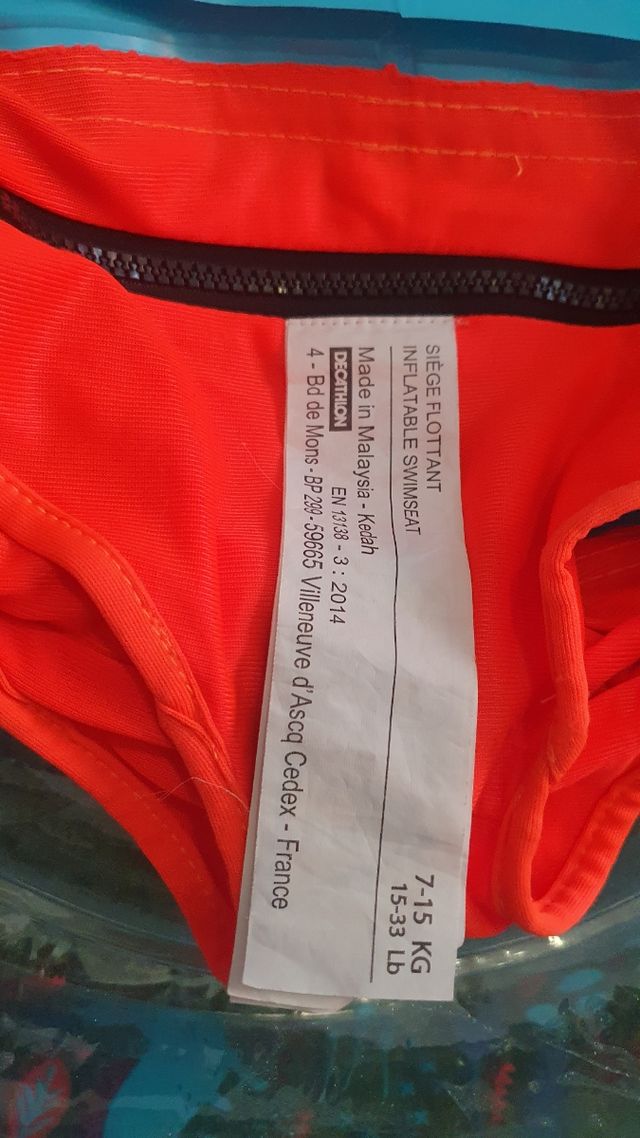 SIÈGE FLOTTANT
INFLATABLE SWIMSEAT
7-15 KG
15-33 Lb
Made in Malaysia - Kedah
DECATHLON
EN 13138 - 3 : 2014
4 - Bd de Mons - BP 299 - 59665 Villeneuve d'Ascq Cedex - France